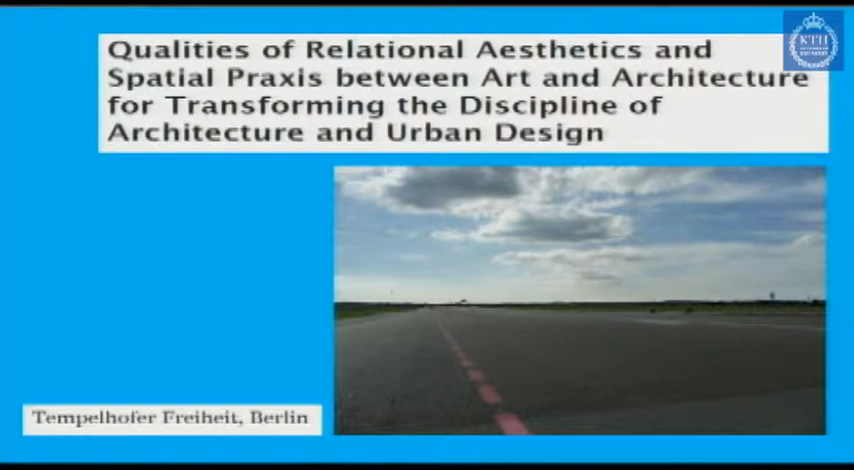 Qualities of Relational Aesthetics and
Spatial Praxis between Art and Architecture
for Transforming the Discipline of
Architecture and Urban Design
KTH
Tempelhofer Freiheit, Berlin